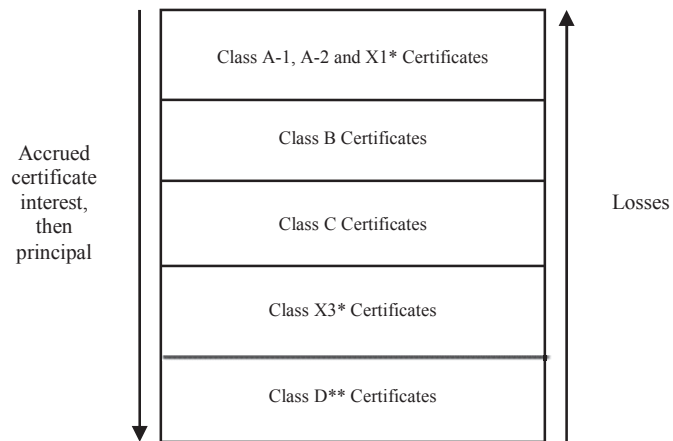 Class A-1, A-2 and X1* Certificates
Class B Certificates
Accrued
certificate
interest,
then
principal
Losses
Class C Certificates
Class X3* Certificates
Class D** Certificates